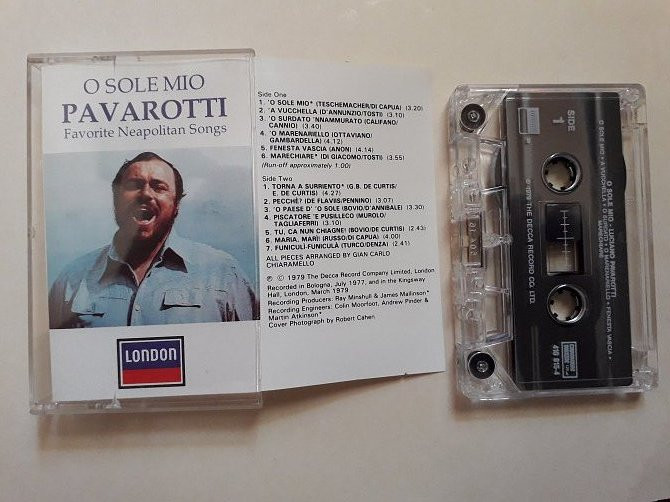 O SOLE MIO
PAVAROTTI
Favorite Neapolitan Songs
LONDON
Side One
1. 'O SOLE MIO* (TESCHEMACHER/DI CAPUA) (3.20)
2. 'A VUCCHELLA (D'ANNUNZIO/TOSTI) (3.10)
3. 'O SURDATO 'NNAMMURATO (CALIFANO/
CANNIO) (3.40)
4. 'O MARENARIELLO (OTTAVIANO/
GAMBARDELLA) (4.12)
5. FENESTA VASCIA (ANON) (4.14)
6. MARECHIARE* (DI GIACOMO/TOSTI) (3.55)
(Run-off approximately 1.00)
Side Two
1. TORNA A SURRIENTO* (G.B. DE CURTIS/
E. DE CURTIS) (4.27)
2. PECCHÈ? (DE FLAVIIS/PENNINO) (3.07)
3. 'O PAESE D' 'O SOLE (BOVIO/D'ANNIBALE) (3.30)
4. PISCATORE 'E PUSILLECO (MUROLO/
TAGLIAFERRI) (3.10)
5. TU, CA NUN CHIAGNE! (BOVIO/DE CURTIS) (2.43)
6. MARIA, MARÌ! (RUSSO/DI CAPUA) (4.00)
7. FUNICULÌ-FUNICULÀ (TURCO/DENZA) (2.41)
ALL PIECES ARRANGED BY GIAN CARLO
CHIARAMELLO
℗ © 1979 The Decca Record Company Limited, London
Recorded in Bologna, July 1977, and in the Kingsway
Hall, London, March 1979
Recording Producers: Ray Minshull & James Mallinson*
Recording Engineers: Colin Moorfoot, Andrew Pinder &
Martin Atkinson*
Cover Photograph by Robert Cahen
SIDE
1
O SOLE MIO - LUCIANO PAVAROTTI
℗ 1979 THE DECCA RECORD CO. LTD.